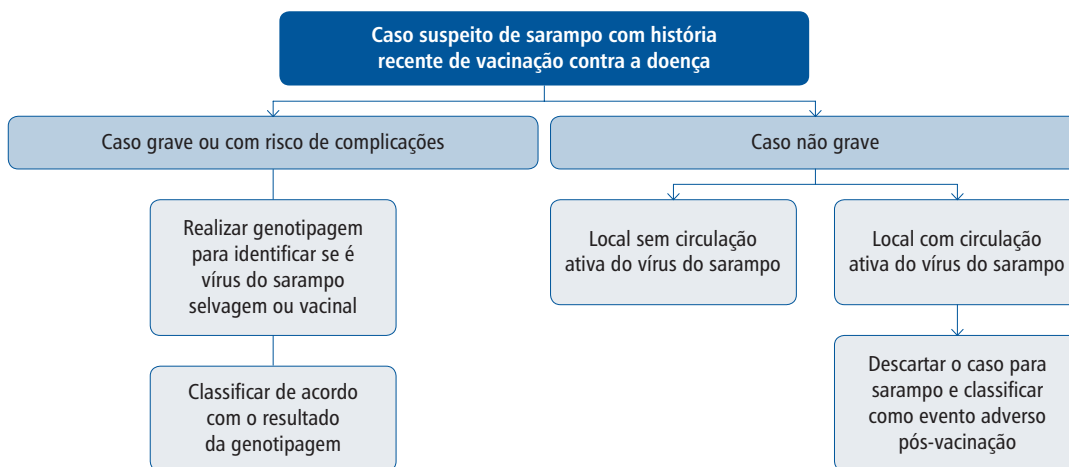 Caso suspeito de sarampo com história
recente de vacinação contra a doença
Caso grave ou com risco de complicações
Caso não grave
Realizar genotipagem
para identificar se é
vírus do sarampo
selvagem ou vacinal
Local sem circulação
ativa do vírus do sarampo
Local com circulação
ativa do vírus do sarampo
Classificar de acordo
com o resultado
da genotipagem
Descartar o caso para
sarampo e classificar
como evento adverso
pós-vacinação